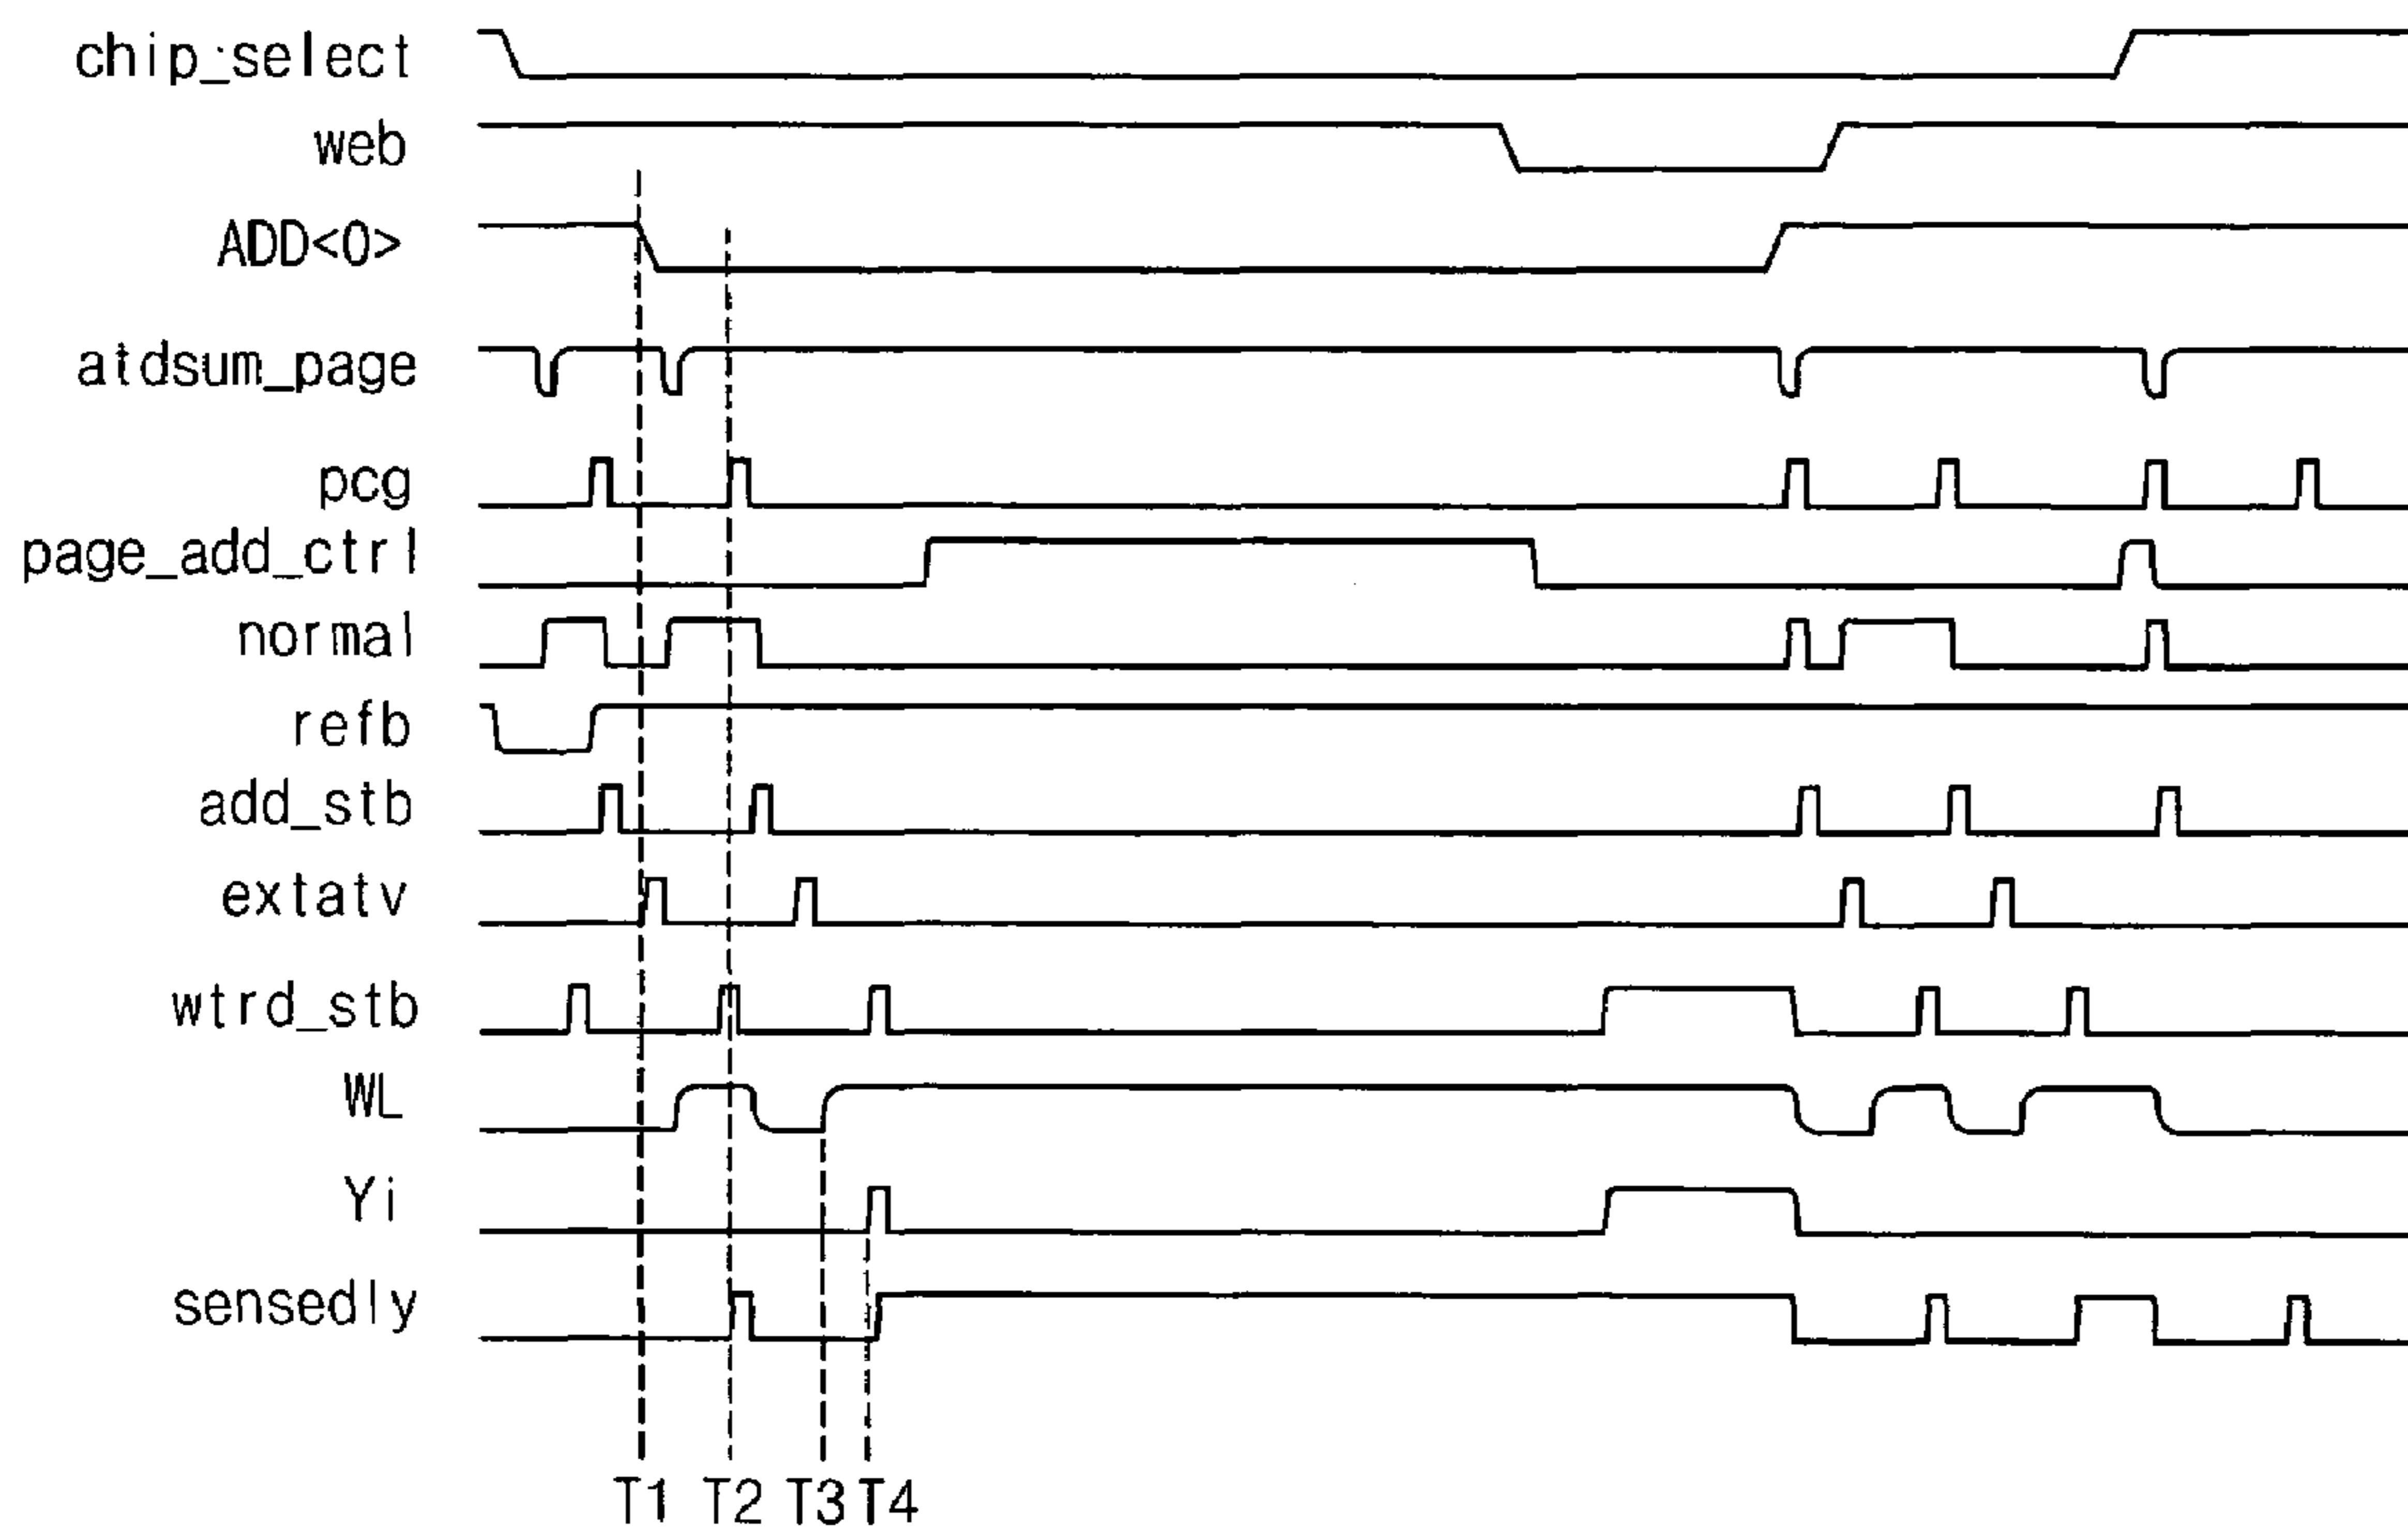 chip_select
web
ADD<0>
atdsum_page
pcg
page_add_ctrl
normal
refb
add_stb
extatv
wtrd_stb
WL
Yi
sensedly
T1 T2 T3 T4